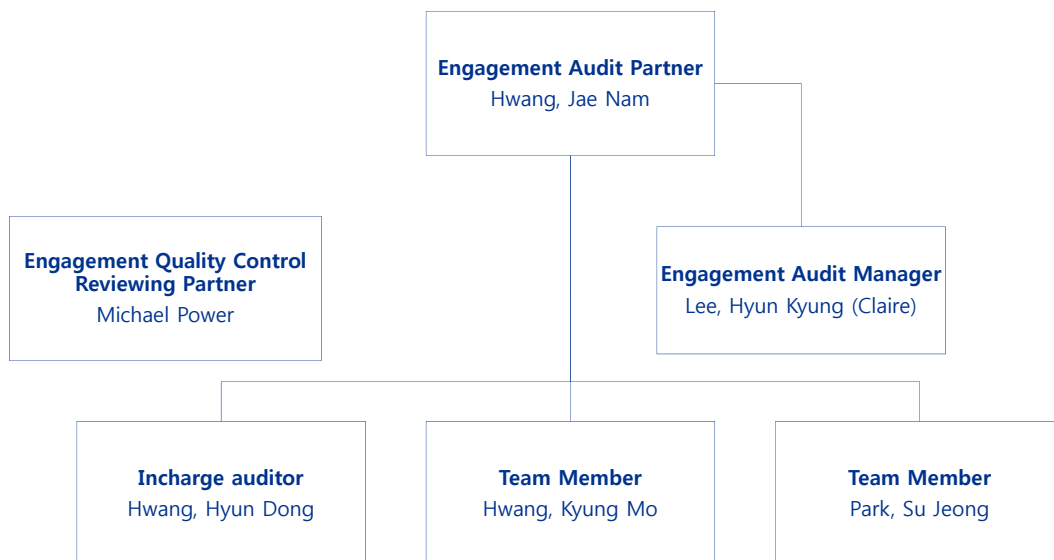 Engagement Audit Partner
Hwang, Jae Nam
Engagement Quality Control
Reviewing Partner
Michael Power
Engagement Audit Manager
Lee, Hyun Kyung (Claire)
Incharge auditor
Hwang, Hyun Dong
Team Member
Hwang, Kyung Mo
Team Member
Park, Su Jeong